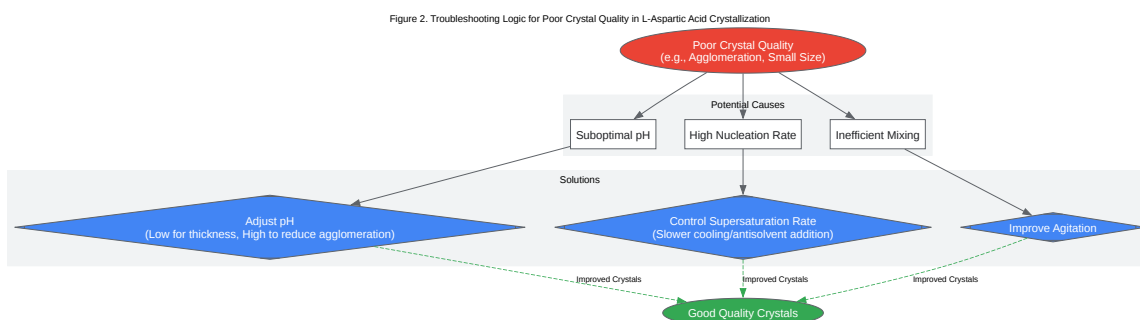 Figure 2. Troubleshooting Logic for Poor Crystal Quality in L-Aspartic Acid Crystallization
Poor Crystal Quality
(e.g., Agglomeration, Small Size)
Potential Causes
Suboptimal pH
High Nucleation Rate
Inefficient Mixing
Solutions
Adjust pH
(Low for thickness, High to reduce agglomeration)
Control Supersaturation Rate
(Slower cooling/antisolvent addition)
Improve Agitation
Improved Crystals
Improved Crystals
Improved Crystals
Good Quality Crystals